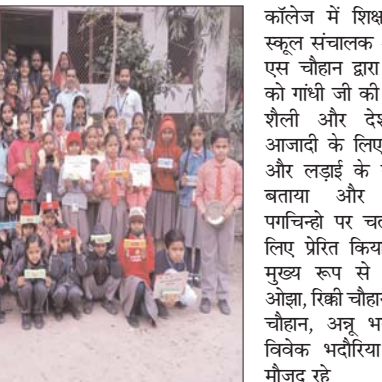 कॉलेज में शिक्ष
स्कूल संचालक
एस चौहान द्वारा
को गांधी जी की
शैली और देश
आजादी के लिए
और लड़ाई के
बताया और
पगचिन्हो पर चल
लिए प्रेरित किय
मुख्य रूप से
ओझा, रिक्की चौहान
चौहान, अन्नू भ
विवेक भदौरिया
मौजूद रहे